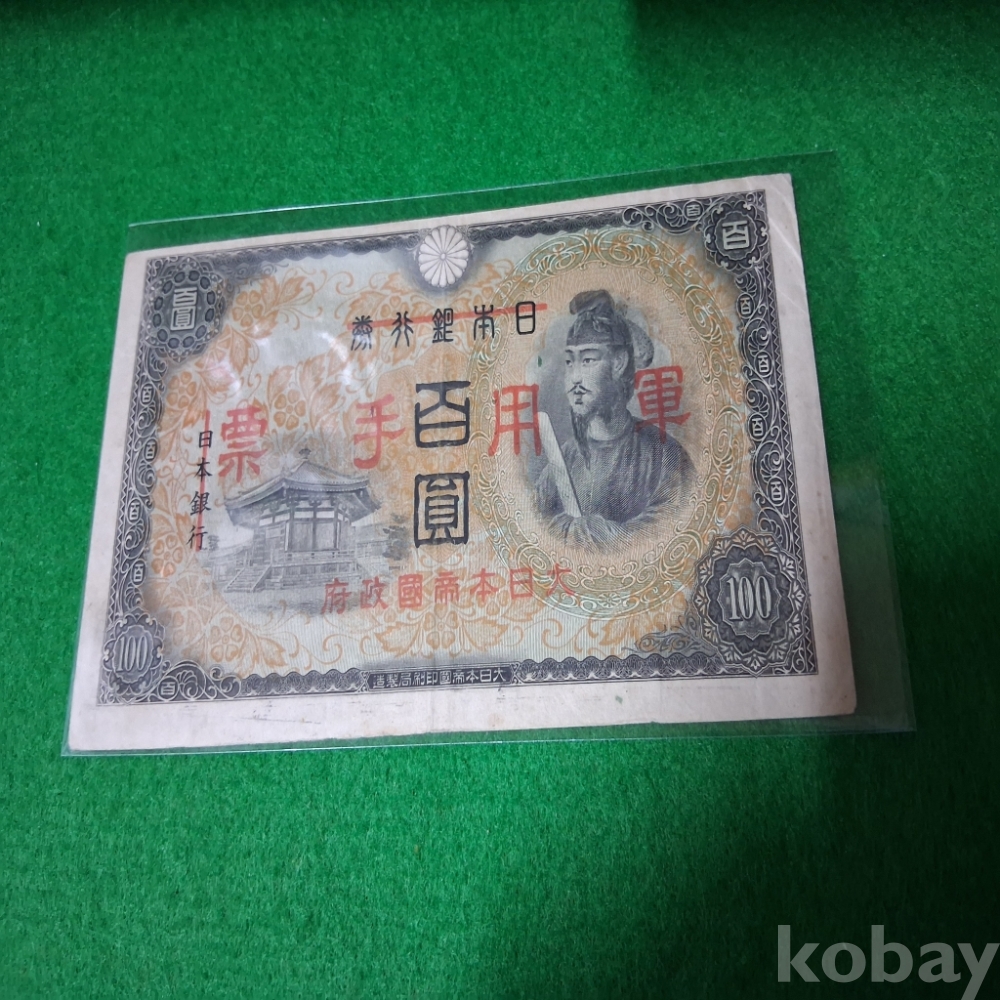 百圓
百
日本銀行券
軍用手票
百圓
日本銀行
大日本帝國政府
100
100
大日本帝國印刷局製造
kobay